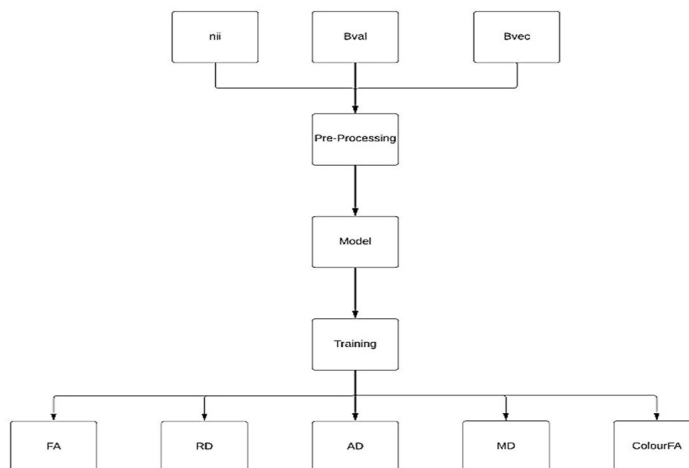 nii
Bval
Bvec
Pre-Processing
Model
Training
FA
RD
AD
MD
ColourFA